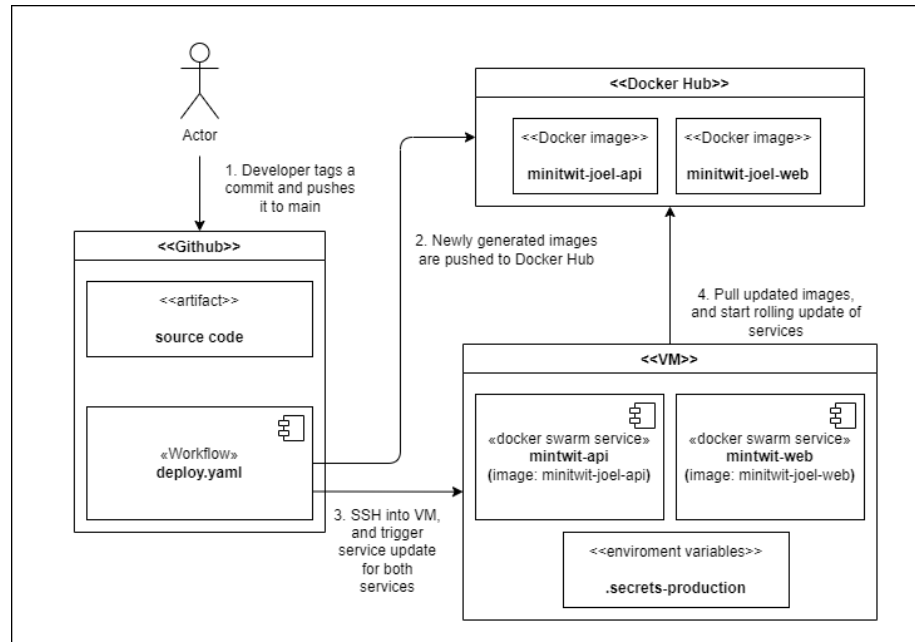 Actor
1. Developer tags a
commit and pushes
it to main
<<Github>>
<<artifact>>
source code
«Workflow»
deploy.yaml
2. Newly generated images
are pushed to Docker Hub
<<Docker Hub>>
<<Docker image>>
minitwit-joel-api
<<Docker image>>
minitwit-joel-web
3. SSH into VM,
and trigger
service update
for both
services
4. Pull updated images,
and start rolling update of
services
<<VM>>
«docker swarm service»
mintwit-api
(image: minitwit-joel-api)
«docker swarm service»
mintwit-web
(image: minitwit-joel-web)
<<enviroment variables>>
.secrets-production